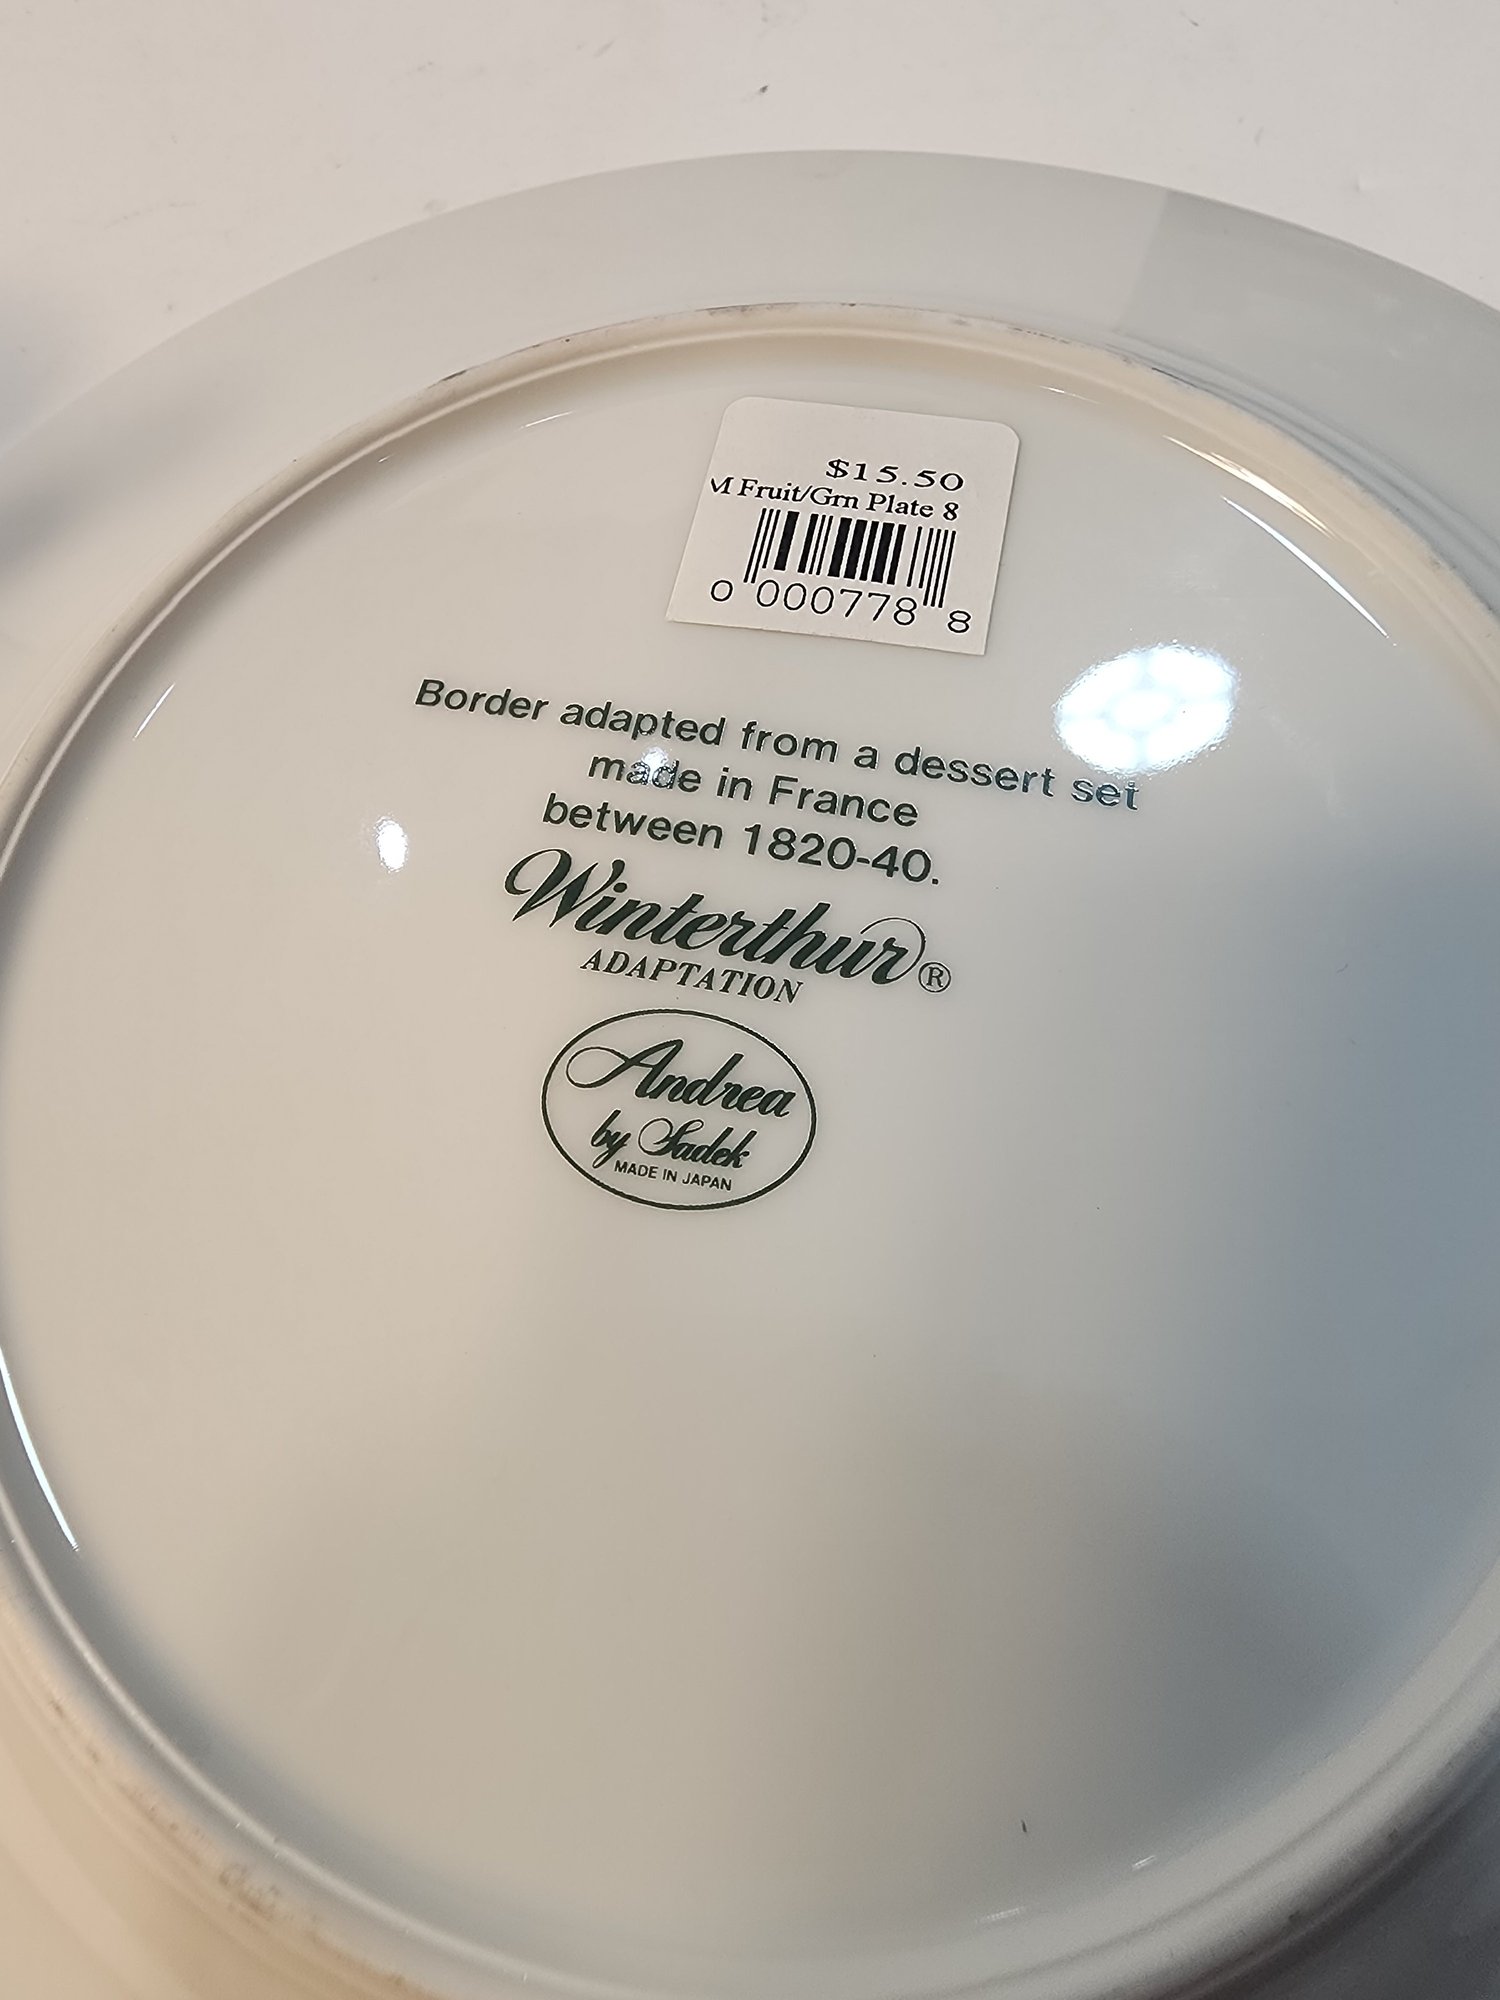 $15.50
M Fruit/Grn Plate 8
0 000778 8
Border adapted from a dessert set
made in France
between 1820-40.
Winterthur®
ADAPTATION
Andrea
by Sadek
MADE IN JAPAN